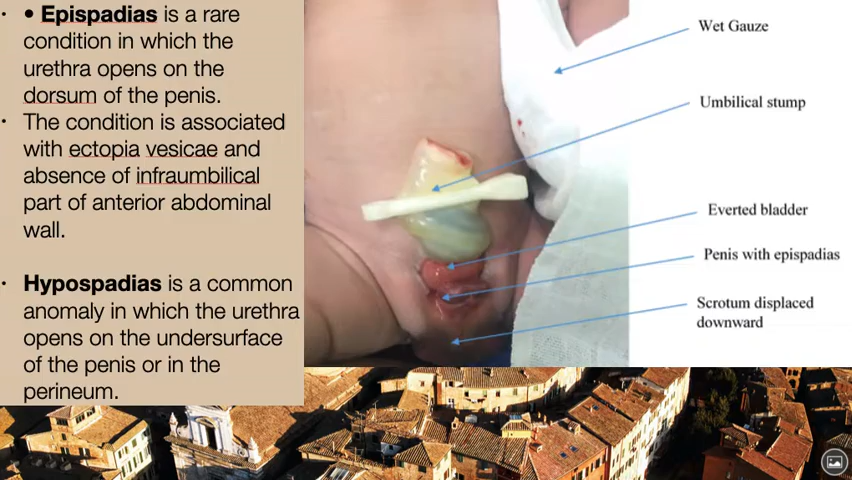 • • Epispadias is a rare
condition in which the
urethra opens on the
dorsum of the penis.
• The condition is associated
with ectopia vesicae and
absence of infraumbilical
part of anterior abdominal
wall.
• Hypospadias is a common
anomaly in which the urethra
opens on the undersurface
of the penis or in the
perineum.
Wet Gauze
Umbilical stump
Everted bladder
Penis with epispadias
Scrotum displaced
downward